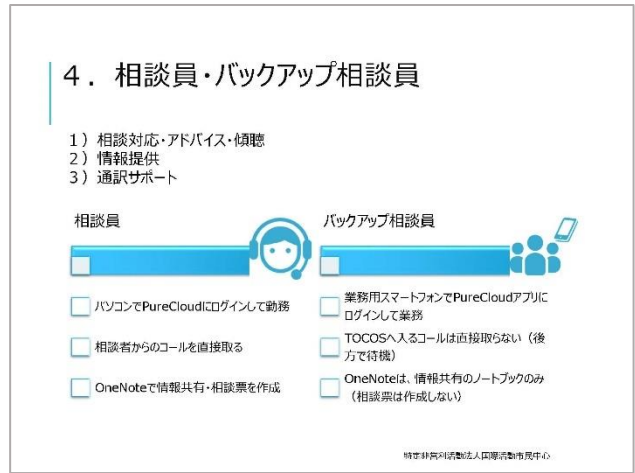 ４．相談員・バックアップ相談員
１）相談対応・アドバイス・傾聴
２）情報提供
３）通訳サポート
相談員
パソコンでPureCloudにログインして勤務
相談者からのコールを直接取る
OneNoteで情報共有・相談票を作成
バックアップ相談員
業務用スマートフォンでPureCloudアプリに
ログインして業務
TOCOSへ入るコールは直接取らない（後
方で待機）
OneNoteは、情報共有のノートブックのみ
（相談票は作成しない）
特定非営利活動法人国際活動市民中心